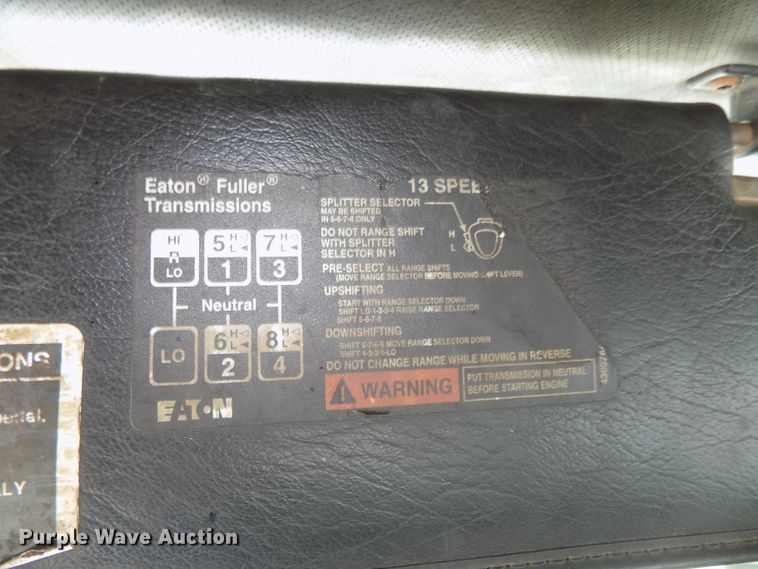 Eaton® Fuller®
Transmissions
HI
R
LO
5 H
L
1
7 H
L
3
Neutral
LO
6 H
L
2
8 H
L
4
EATON
13 SPEE
SPLITTER SELECTOR
MAY BE SHIFTED
IN 5-6-7-8 ONLY
H
L
DO NOT RANGE SHIFT
WITH SPLITTER
SELECTOR IN H
PRE-SELECT ALL RANGE SHIFTS
(MOVE RANGE SELECTOR BEFORE MOVING SHIFT LEVER)
UPSHIFTING
START WITH RANGE SELECTOR DOWN
SHIFT LO-1-2-3-4 RAISE RANGE SELECTOR
SHIFT 5-6-7-8
DOWNSHIFTING
SHIFT 8-7-6-5 MOVE RANGE SELECTOR DOWN
SHIFT 4-3-2-1-LO
DO NOT CHANGE RANGE WHILE MOVING IN REVERSE
WARNING
PUT TRANSMISSION IN NEUTRAL
BEFORE STARTING ENGINE
ONS
LY
Purple Wave Auction